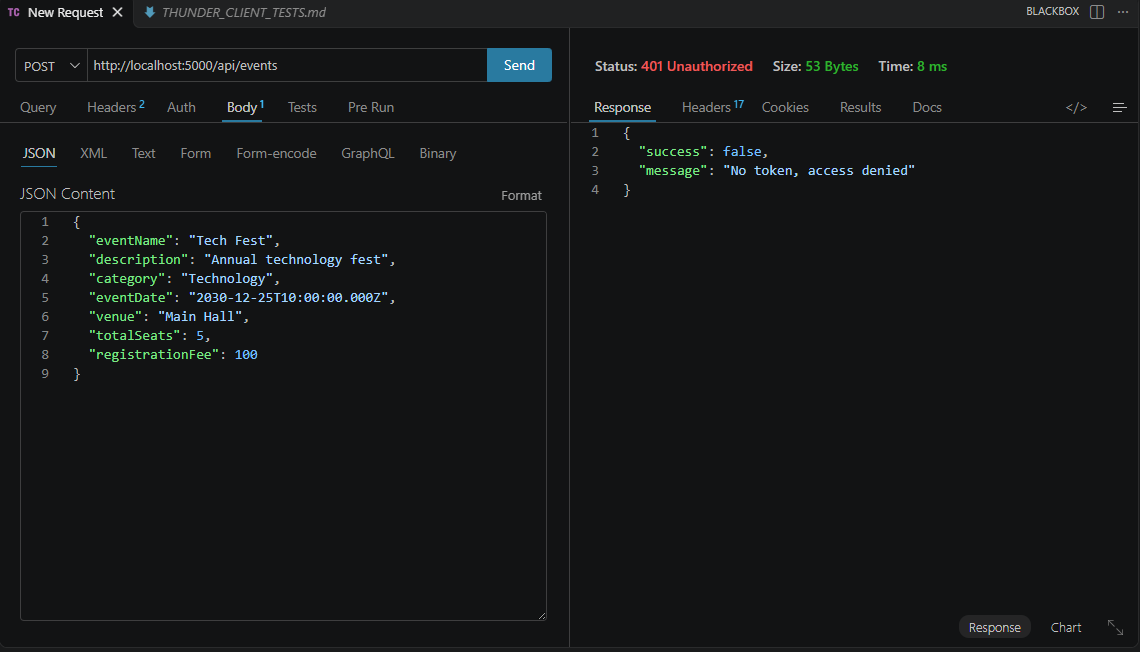 TC New Request THUNDER_CLIENT_TESTS.md BLACKBOX ...
POST http://localhost:5000/api/events Send
Query Headers 2 Auth Body 1 Tests Pre Run
JSON XML Text Form Form-encode GraphQL Binary
JSON Content Format
1 {
2 "eventName": "Tech Fest",
3 "description": "Annual technology fest",
4 "category": "Technology",
5 "eventDate": "2030-12-25T10:00:00.000Z",
6 "venue": "Main Hall",
7 "totalSeats": 5,
8 "registrationFee": 100
9 }
Status: 401 Unauthorized Size: 53 Bytes Time: 8 ms
Response Headers 17 Cookies Results Docs </>
1 {
2 "success": false,
3 "message": "No token, access denied"
4 }
Response Chart